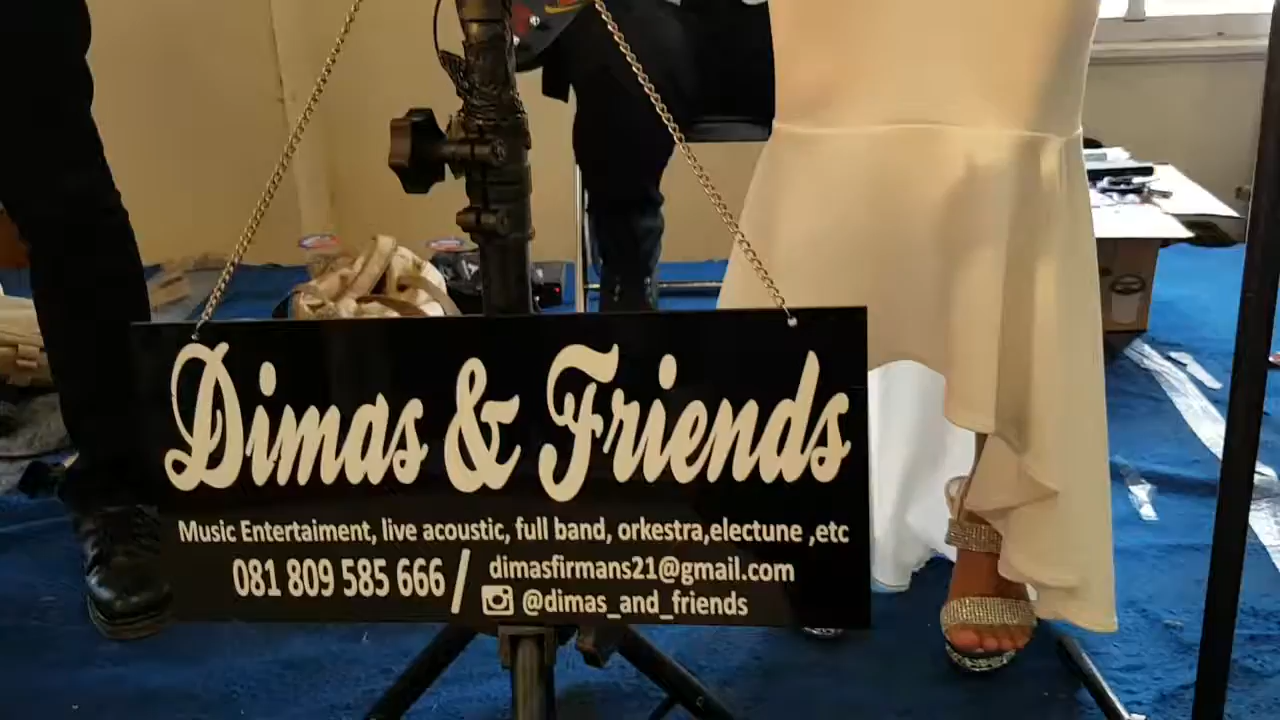 Dimas & Friends
Music Entertaiment, live acoustic, full band, orkestra,electune ,etc
081 809 585 666 / dimasfirmans21@gmail.com
@dimas_and_friends